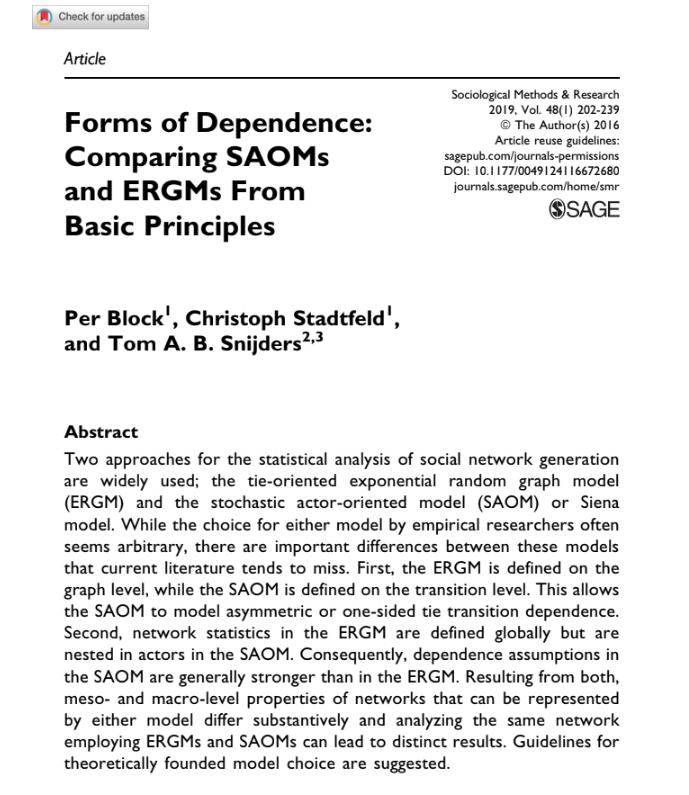 Check for updates
Article
Sociological Methods & Research
2019, Vol. 48(1) 202-239
© The Author(s) 2016
Article reuse guidelines:
sagepub.com/journals-permissions
DOI: 10.1177/0049124116672680
journals.sagepub.com/home/smr
SAGE
Forms of Dependence:
Comparing SAOMs
and ERGMs From
Basic Principles
Per Block1, Christoph Stadtfeld1,
and Tom A. B. Snijders2,3
Abstract
Two approaches for the statistical analysis of social network generation
are widely used; the tie-oriented exponential random graph model
(ERGM) and the stochastic actor-oriented model (SAOM) or Siena
model. While the choice for either model by empirical researchers often
seems arbitrary, there are important differences between these models
that current literature tends to miss. First, the ERGM is defined on the
graph level, while the SAOM is defined on the transition level. This allows
the SAOM to model asymmetric or one-sided tie transition dependence.
Second, network statistics in the ERGM are defined globally but are
nested in actors in the SAOM. Consequently, dependence assumptions in
the SAOM are generally stronger than in the ERGM. Resulting from both,
meso- and macro-level properties of networks that can be represented
by either model differ substantively and analyzing the same network
employing ERGMs and SAOMs can lead to distinct results. Guidelines for
theoretically founded model choice are suggested.